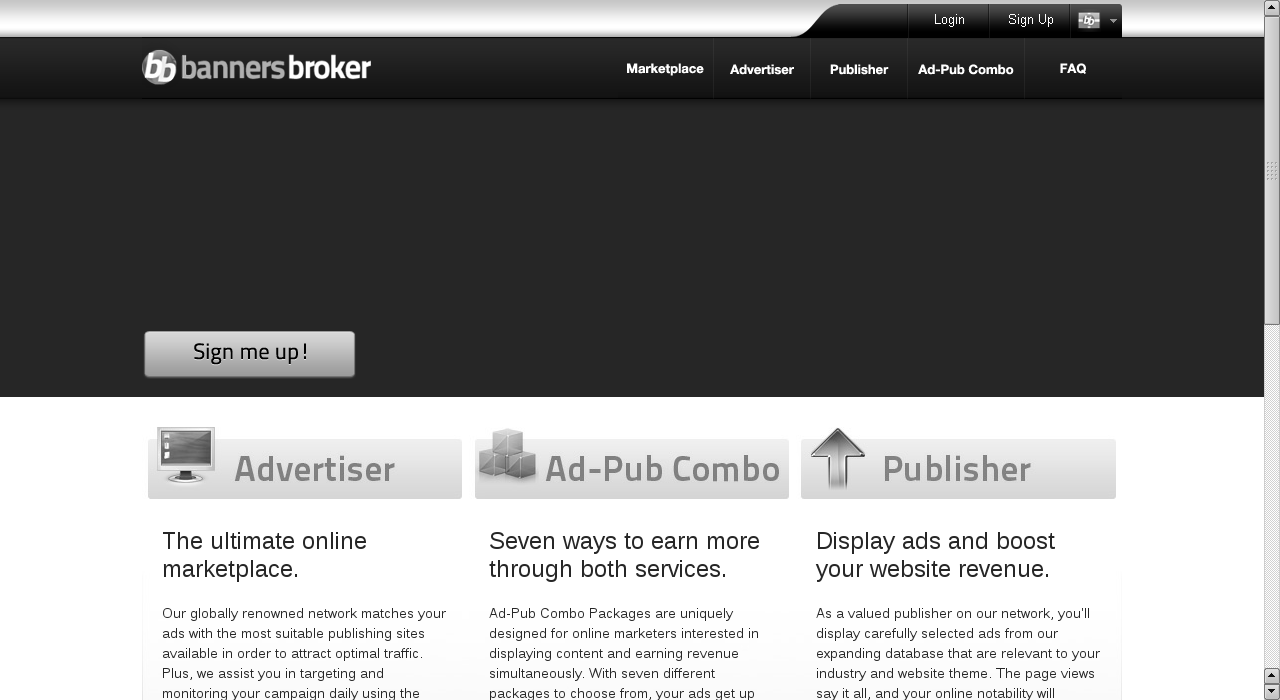 Login
Sign Up
bb
bb bannersbroker
Marketplace
Advertiser
Publisher
Ad-Pub Combo
FAQ
Sign me up!
Advertiser
The ultimate online
marketplace.
Our globally renowned network matches your
ads with the most suitable publishing sites
available in order to attract optimal traffic.
Plus, we assist you in targeting and
monitoring your campaign daily using the
Ad-Pub Combo
Seven ways to earn more
through both services.
Ad-Pub Combo Packages are uniquely
designed for online marketers interested in
displaying content and earning revenue
simultaneously. With seven different
packages to choose from, your ads get up
Publisher
Display ads and boost
your website revenue.
As a valued publisher on our network, you'll
display carefully selected ads from our
expanding database that are relevant to your
industry and website theme. The page views
say it all, and your online notability will